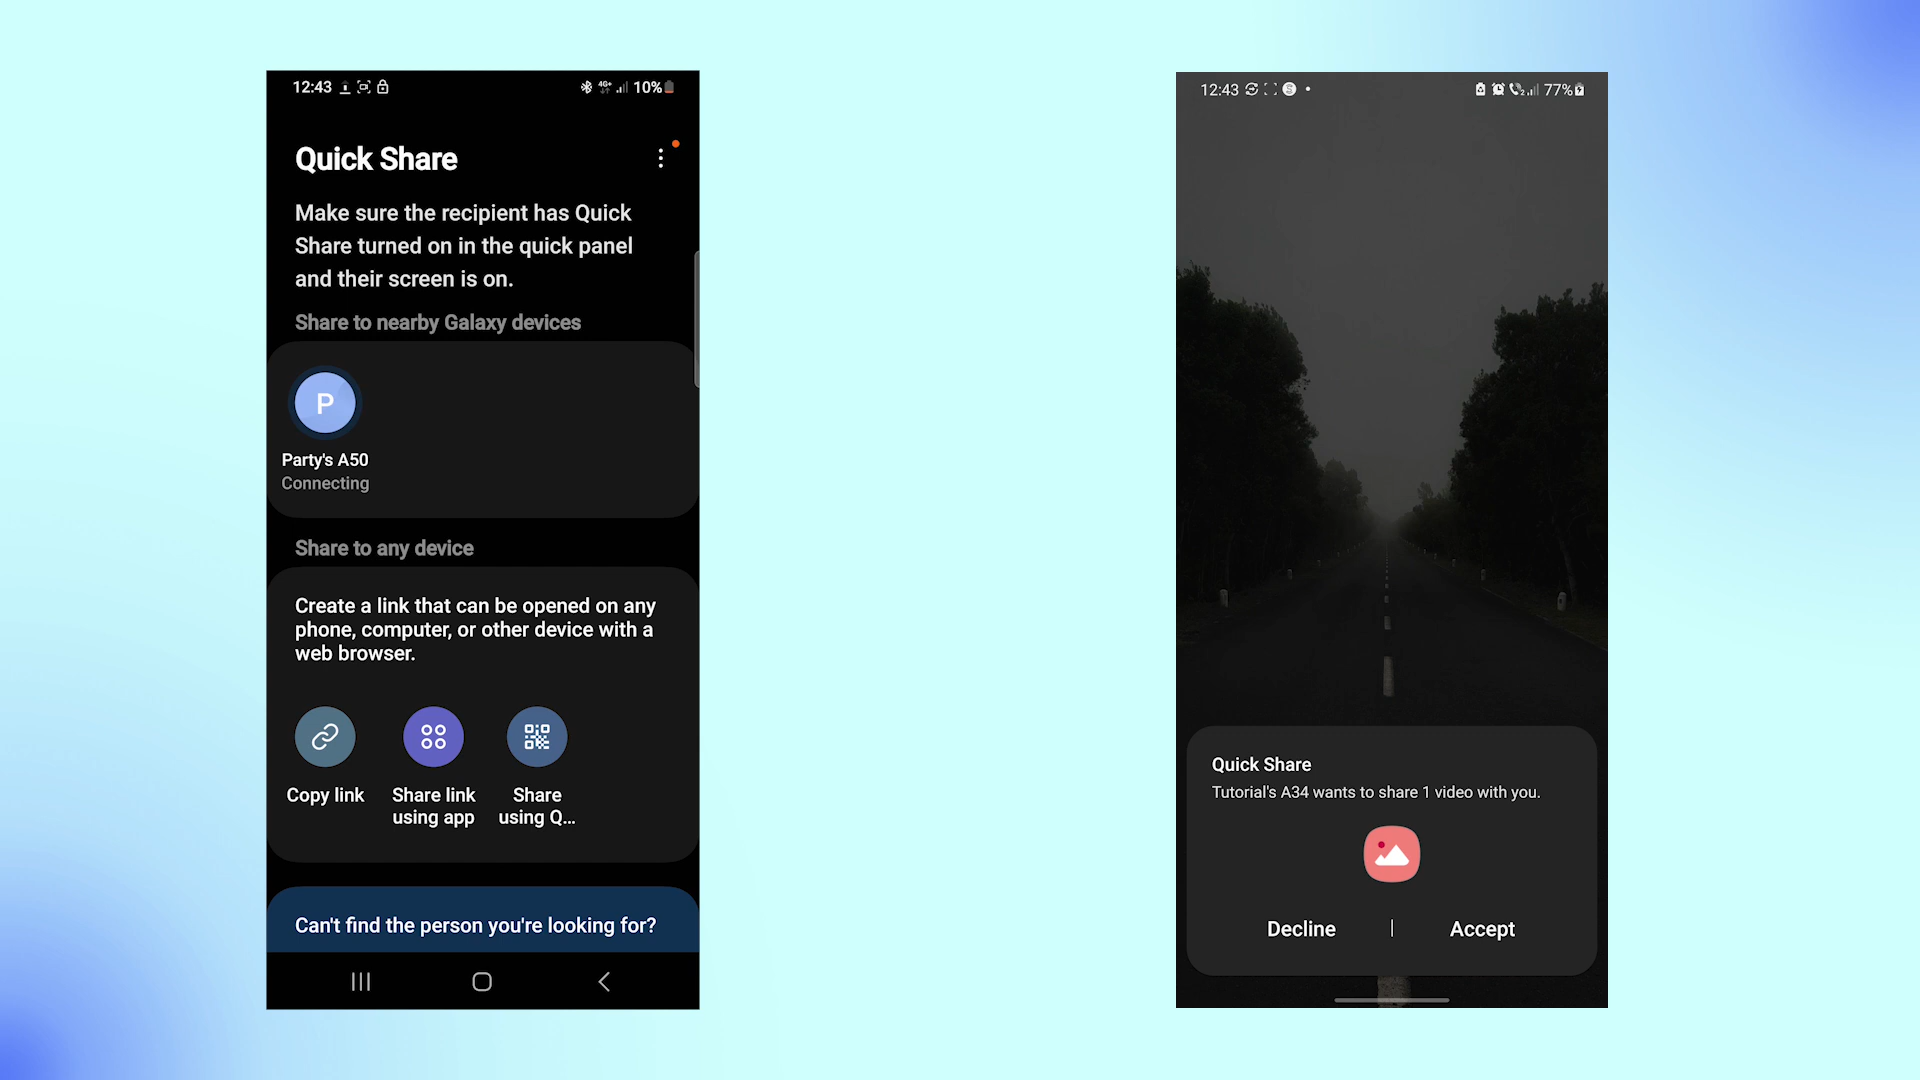 12:43
4G+
10%
Quick Share
Make sure the recipient has Quick
Share turned on in the quick panel
and their screen is on.
Share to nearby Galaxy devices
P
Party's A50
Connecting
Share to any device
Create a link that can be opened on any
phone, computer, or other device with a
web browser.
Copy link
Share link
using app
Share
using Q...
Can't find the person you're looking for?
12:43
S
2
77%
Quick Share
Tutorial's A34 wants to share 1 video with you.
Decline
Accept